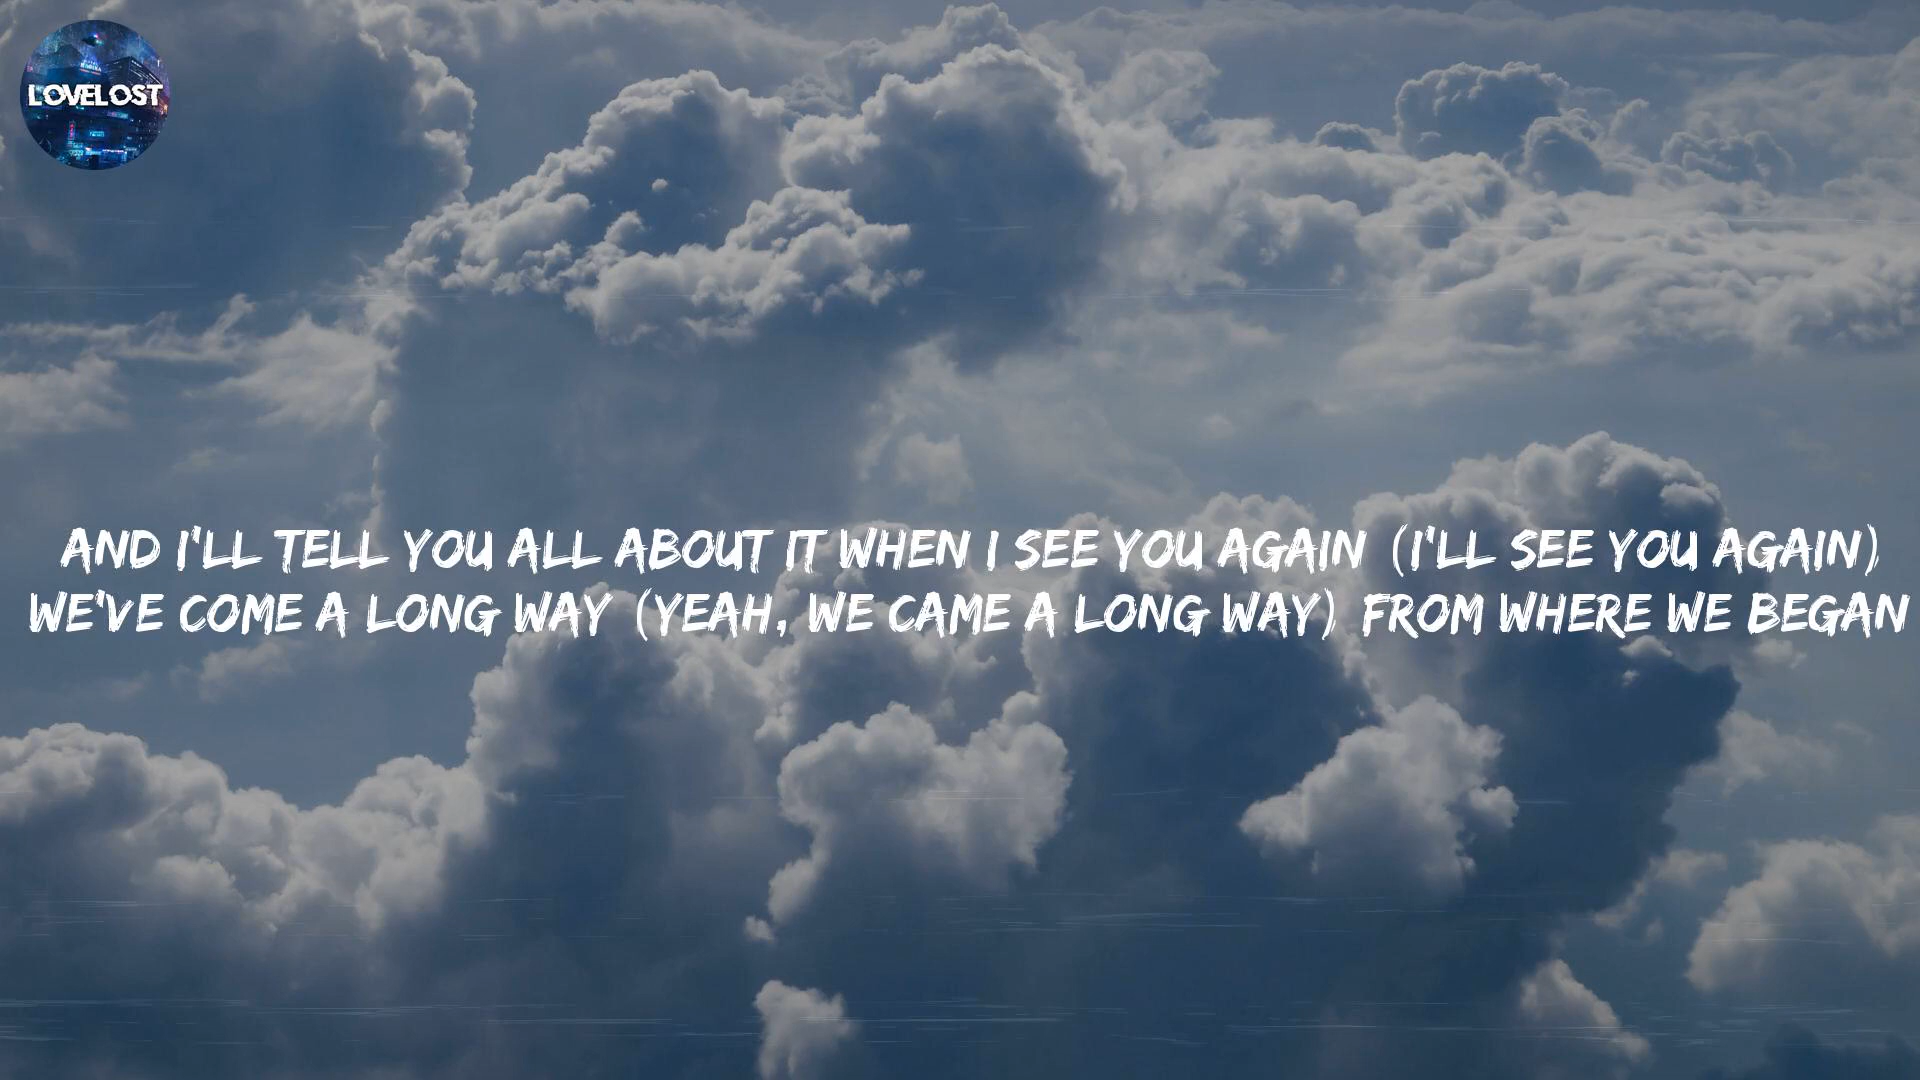 LOVELOST
AND I'LL TELL YOU ALL ABOUT IT WHEN I SEE YOU AGAIN (I'LL SEE YOU AGAIN)
WE'VE COME A LONG WAY (YEAH, WE CAME A LONG WAY) FROM WHERE WE BEGAN